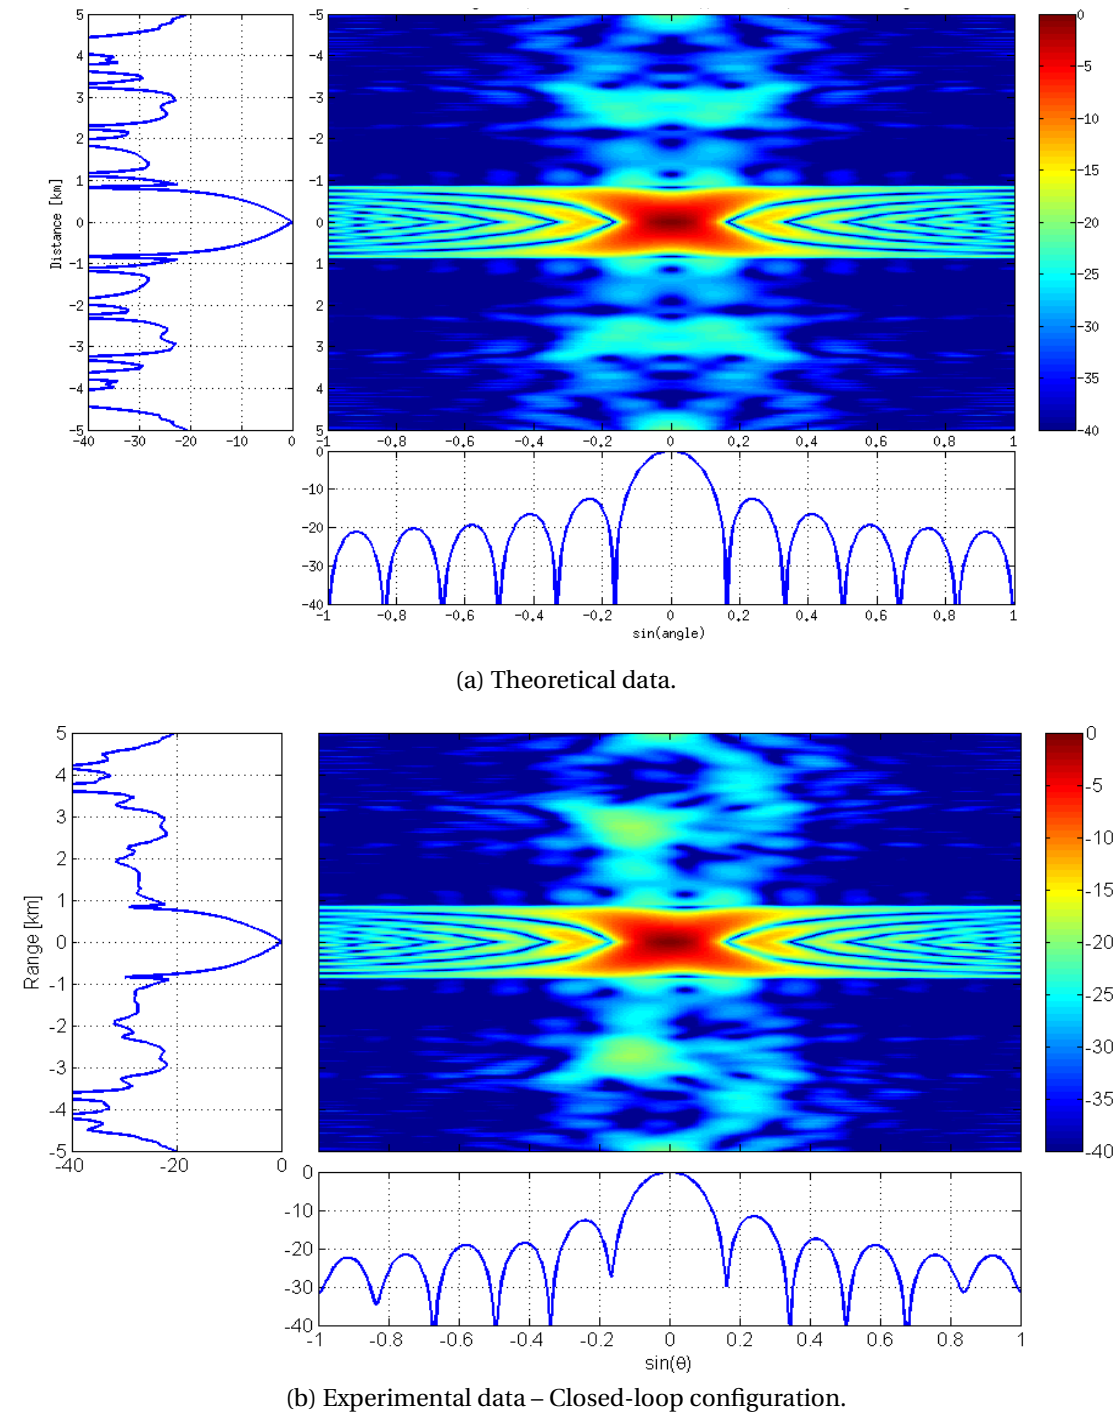 -5 0
5 -5
4 -4 -5
3 -3 -10
2 -2 -15
1 -1
0 0 -20
Distance [km]
-1 1 -25
-2 2 -30
-3 3
-4 4 -35
-5 5 -40
-40 -30 -20 -10 0 -1 -0.8 -0.6 -0.4 -0.2 0 0.2 0.4 0.6 0.8 1
0
-10
-20
-30
-40
-1 -0.8 -0.6 -0.4 -0.2 0 0.2 0.4 0.6 0.8 1
sin(angle)
(a) Theoretical data.
5 0
4 -5
3 -10
2 -15
1
0 -20
Range [km]
-1 -25
-2 -30
-3
-4 -35
-5 -40
-40 -20 0
0
-10
-20
-30
-40
-1 -0.8 -0.6 -0.4 -0.2 0 0.2 0.4 0.6 0.8 1
sin(θ)
(b) Experimental data – Closed-loop configuration.